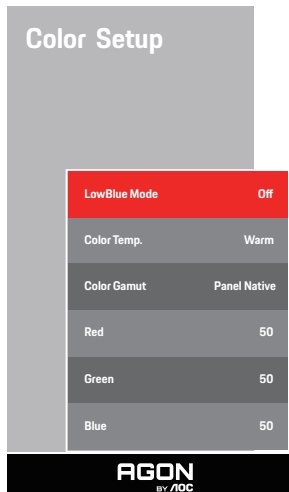 Color Setup
LowBlue Mode Off
Color Temp. Warm
Color Gamut Panel Native
Red 50
Green 50
Blue 50
AGON
BY AOC